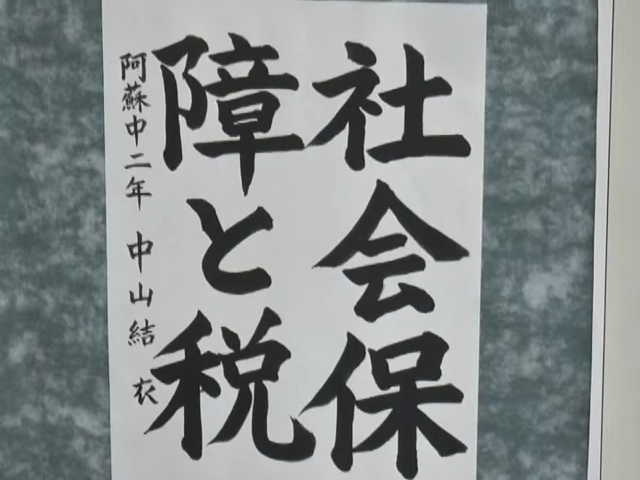 社会保
障と税
阿蘇中二年 中山結衣